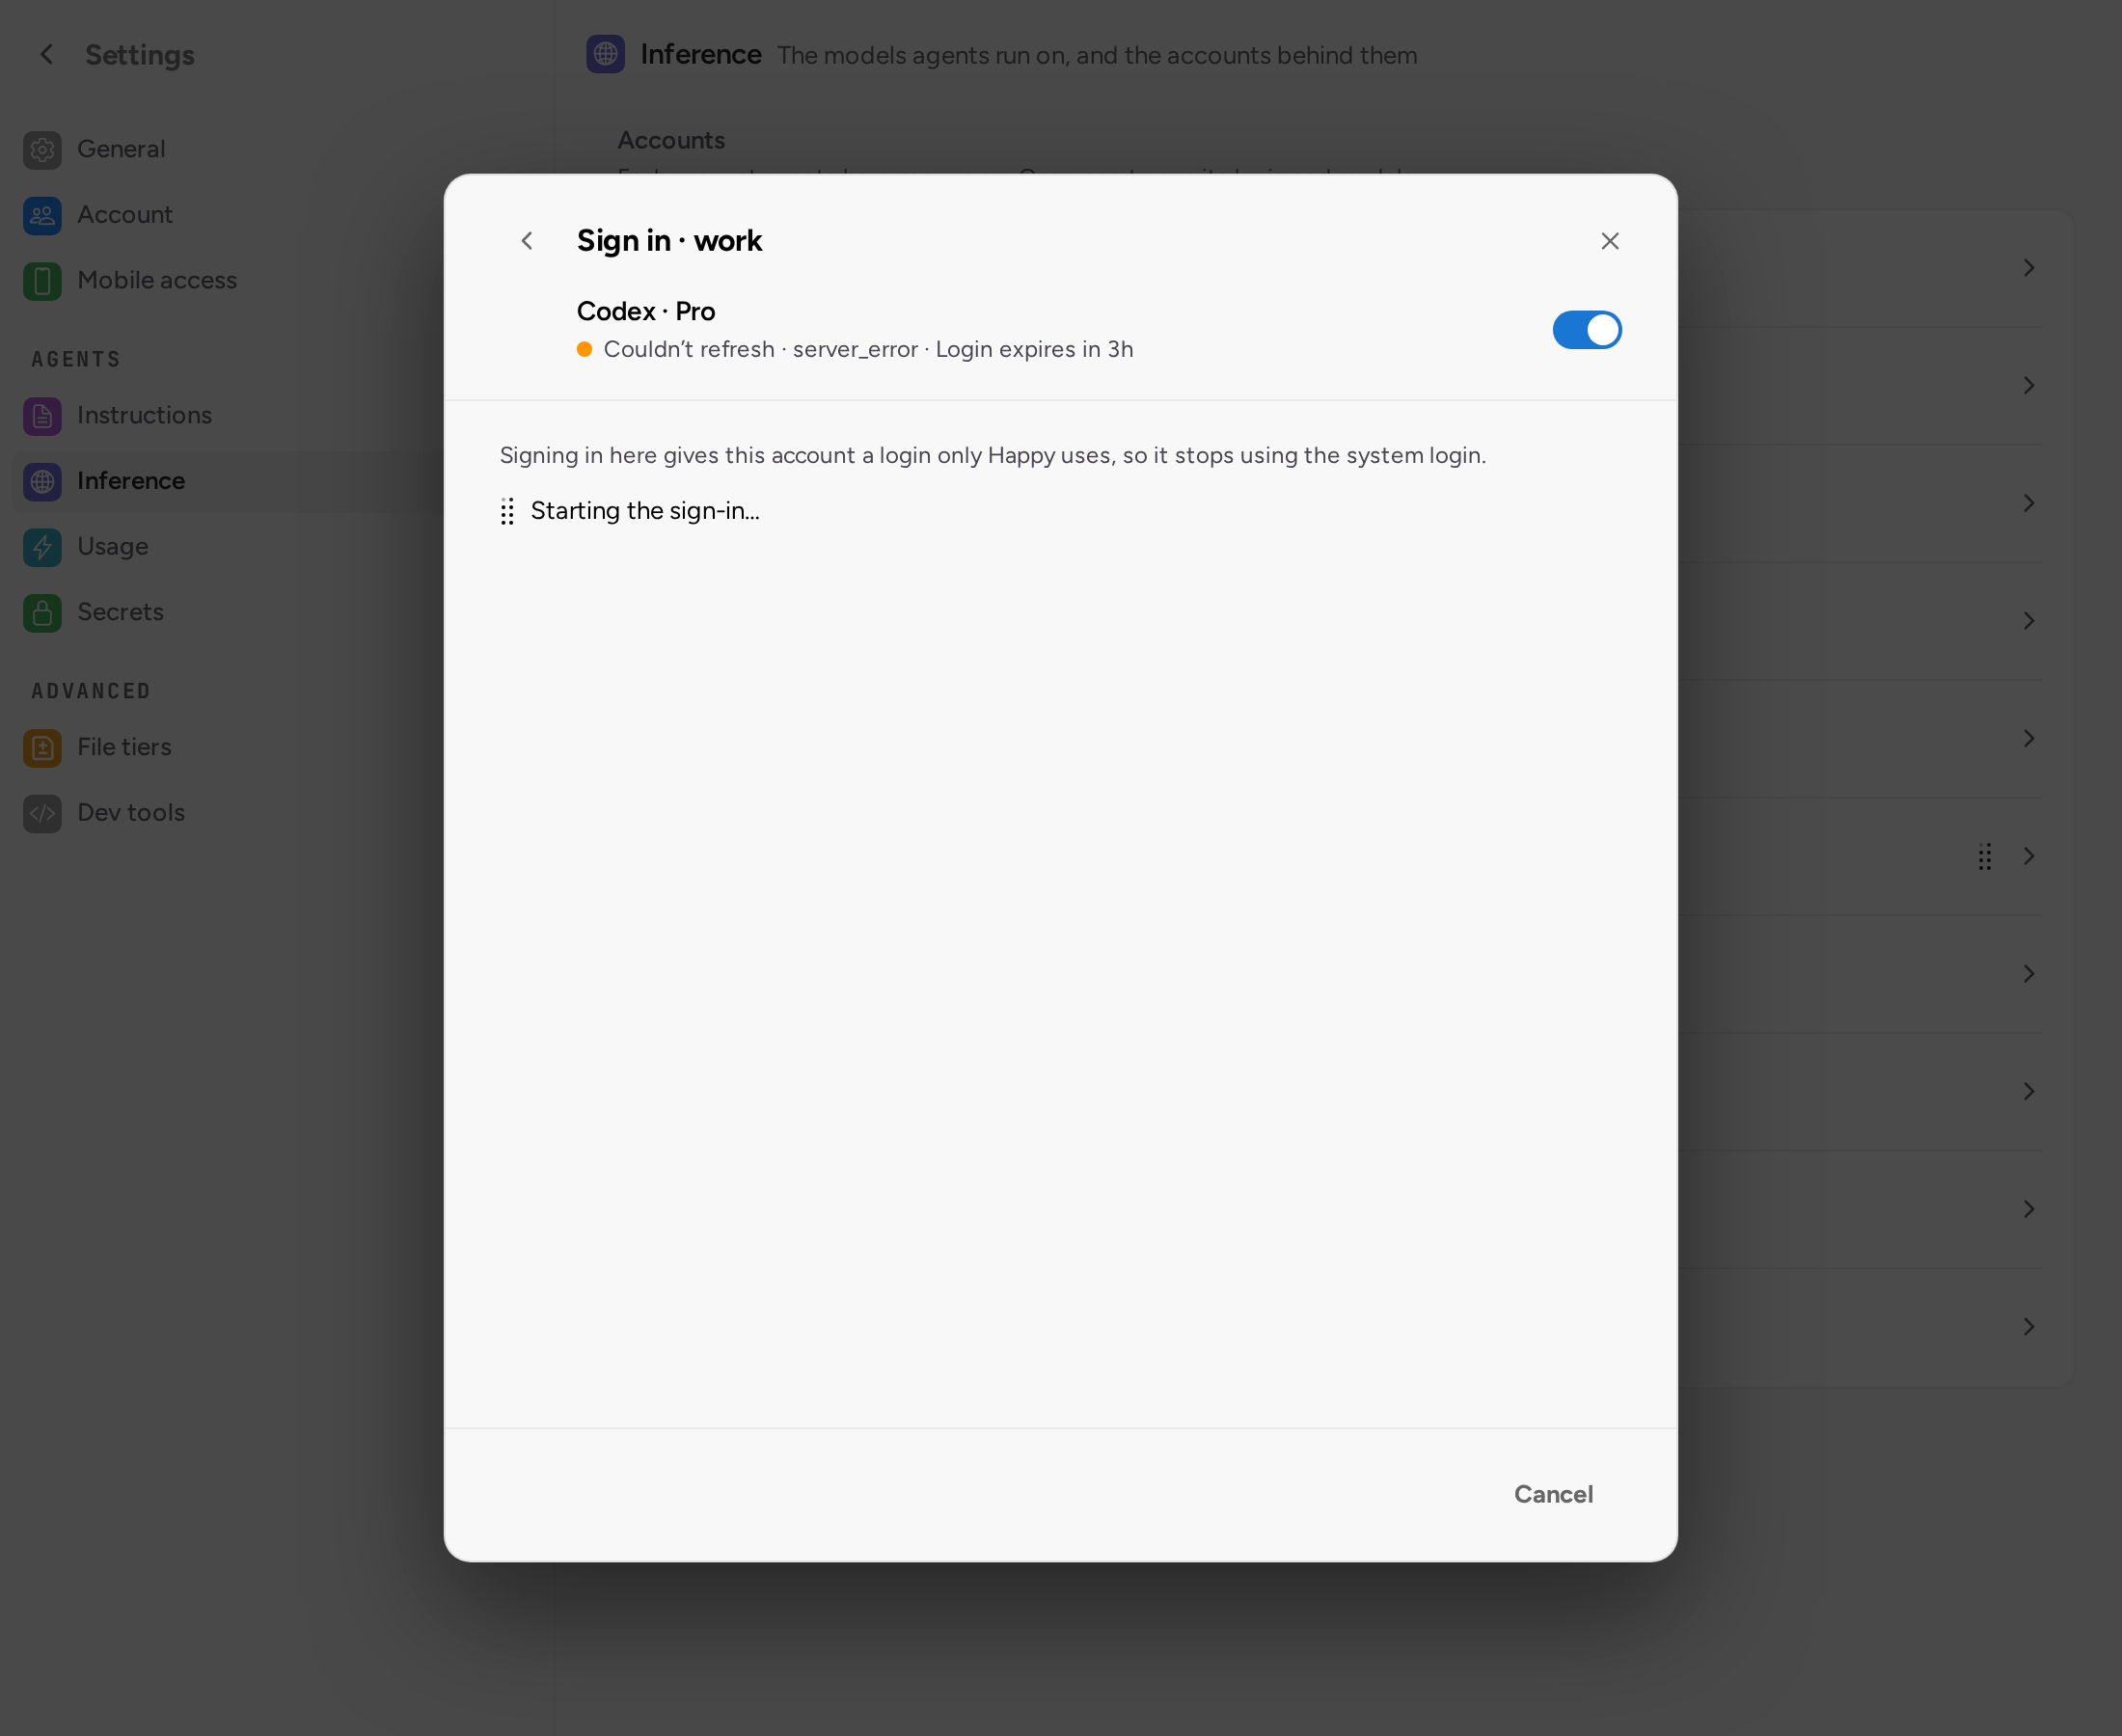 Settings
General
Account
Mobile access
AGENTS
Instructions
Inference
Usage
Secrets
ADVANCED
File tiers
Dev tools
Inference The models agents run on, and the accounts behind them
Accounts
Sign in · work
Codex · Pro
Couldn’t refresh · server_error · Login expires in 3h
Signing in here gives this account a login only Happy uses, so it stops using the system login.
Starting the sign-in…
Cancel